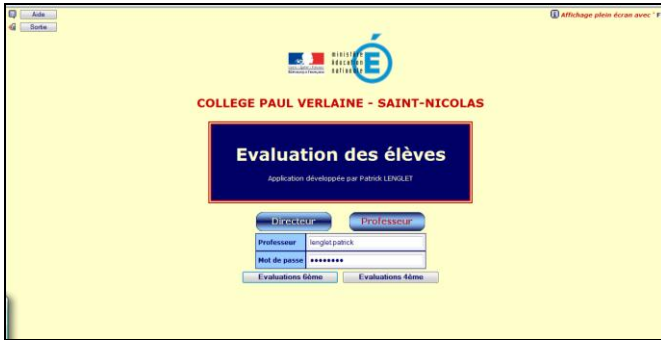 Aide
Affichage plein écran avec " F
Sortie
ministère
éducation
nationale
COLLEGE PAUL VERLAINE - SAINT-NICOLAS
Evaluation des élèves
Application développée par Patrick LENGLET
Directeur Professeur
Professeur lenglet patrick
Mot de passe ••••••••
Evaluations 6ème Evaluations 4ème